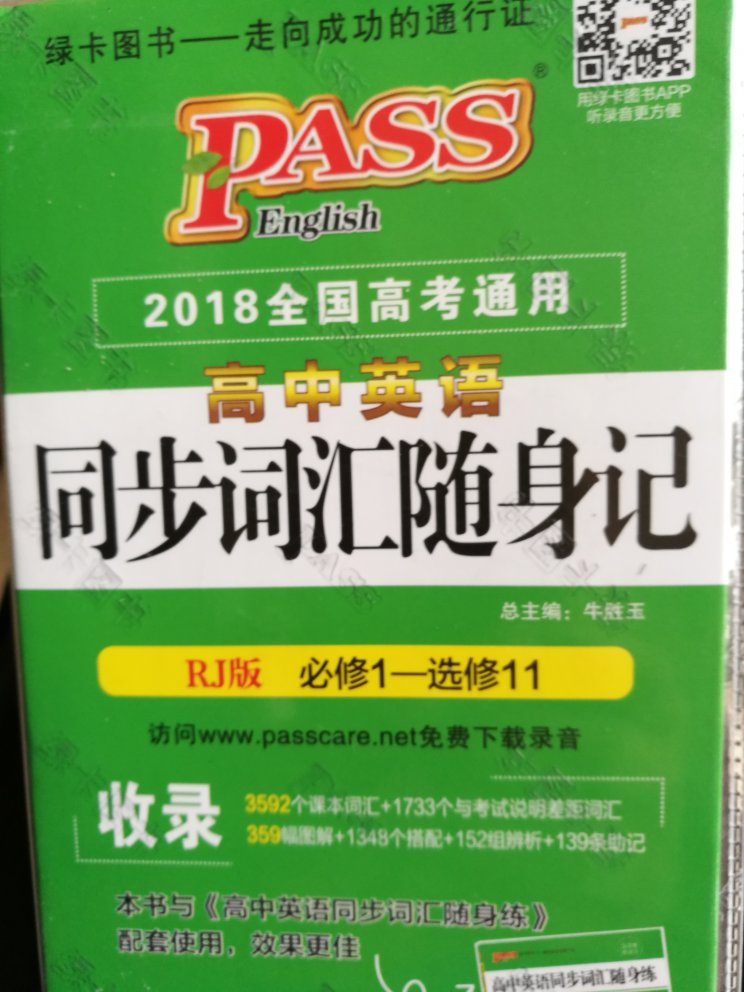 绿卡图书——走向成功的通行证
用绿卡图书APP
听录音更方便
PASS®
English
2018全国高考通用
高中英语
同步词汇随身记
总主编：牛胜玉
RJ版 必修1—选修11
访问www.passcare.net免费下载录音
收录
3592个课本词汇+1733个与考试说明差距词汇
359幅图解+1348个搭配+152组辨析+139条助记
本书与《高中英语同步词汇随身练》
配套使用，效果更佳
高中英语同步词汇随身练